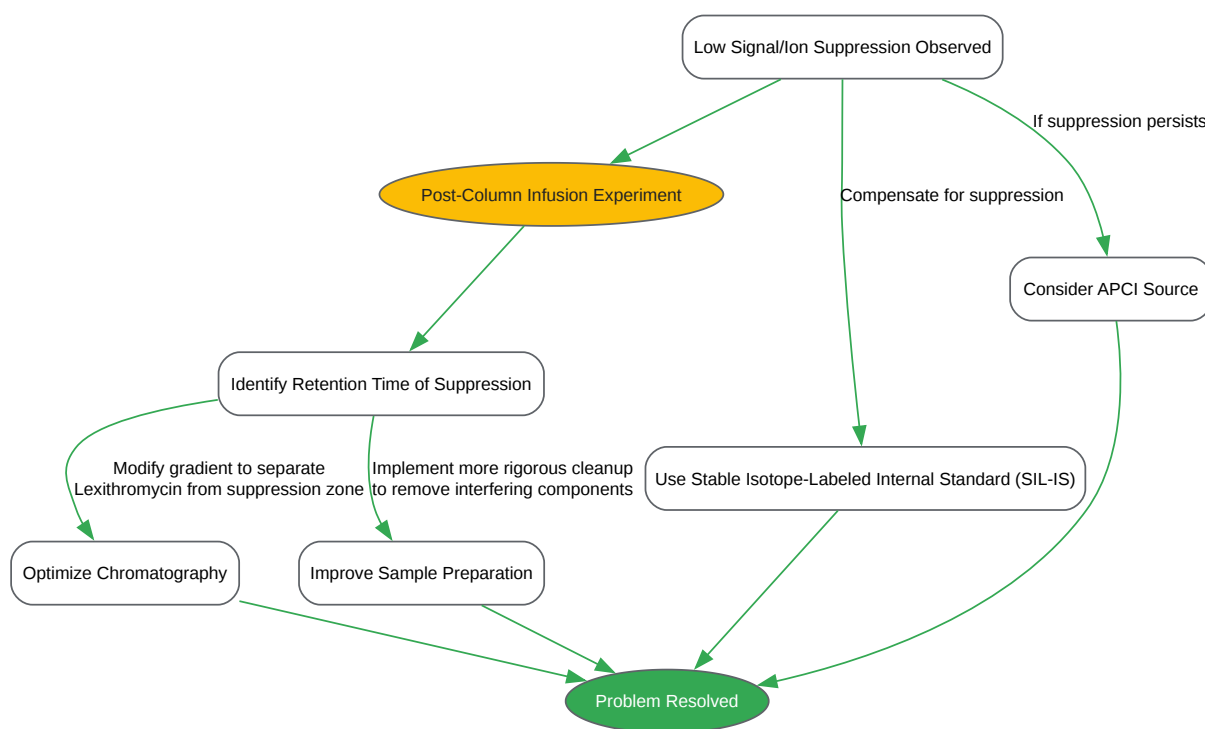 Low Signal/Ion Suppression Observed
If suppression persists
Post-Column Infusion Experiment
Compensate for suppression
Consider APCI Source
Identify Retention Time of Suppression
Modify gradient to separate
Lexithromycin from suppression zone
Implement more rigorous cleanup
to remove interfering components
Use Stable Isotope-Labeled Internal Standard (SIL-IS)
Optimize Chromatography
Improve Sample Preparation
Problem Resolved